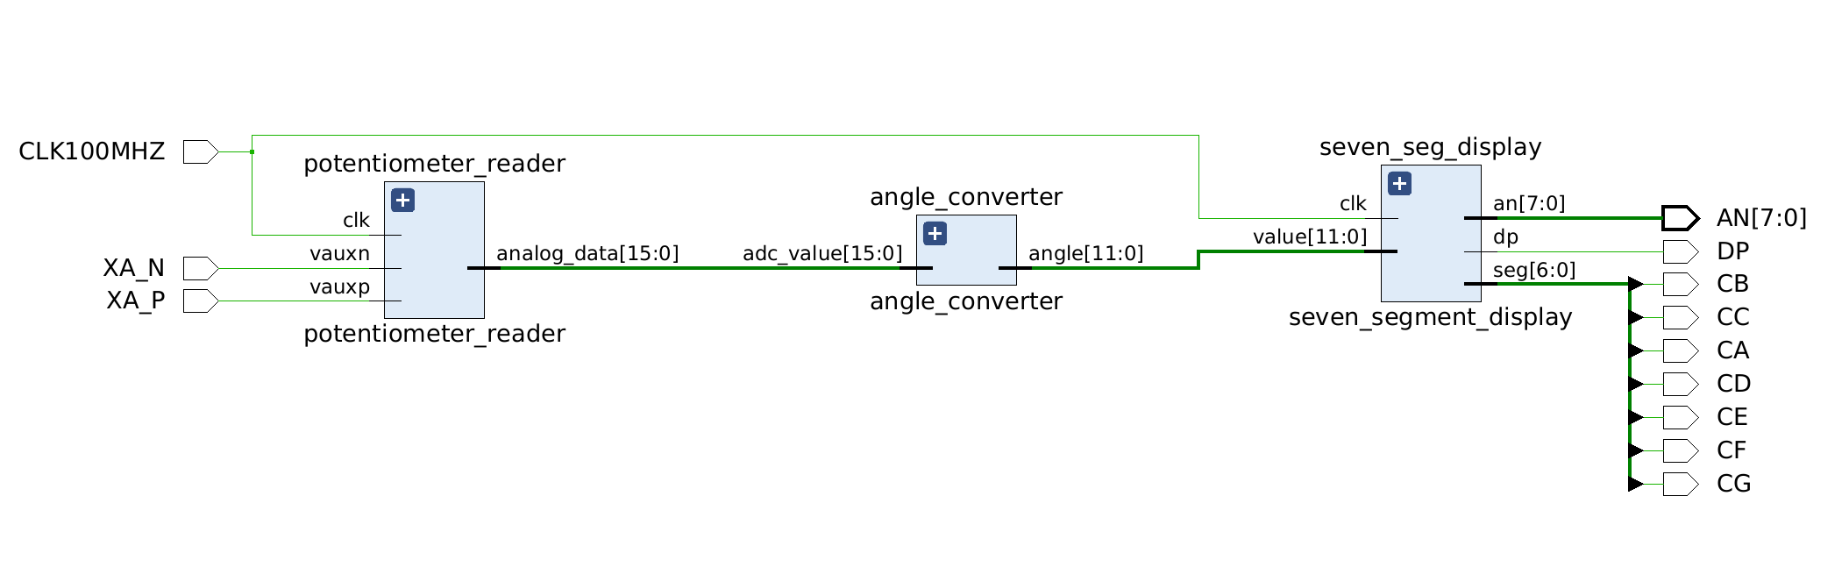 CLK100MHZ
XA_N
XA_P
potentiometer_reader
clk
vauxn
vauxp
analog_data[15:0]
potentiometer_reader
angle_converter
adc_value[15:0]
angle[11:0]
angle_converter
seven_seg_display
clk
value[11:0]
an[7:0]
dp
seg[6:0]
seven_segment_display
AN[7:0]
DP
CB
CC
CA
CD
CE
CF
CG